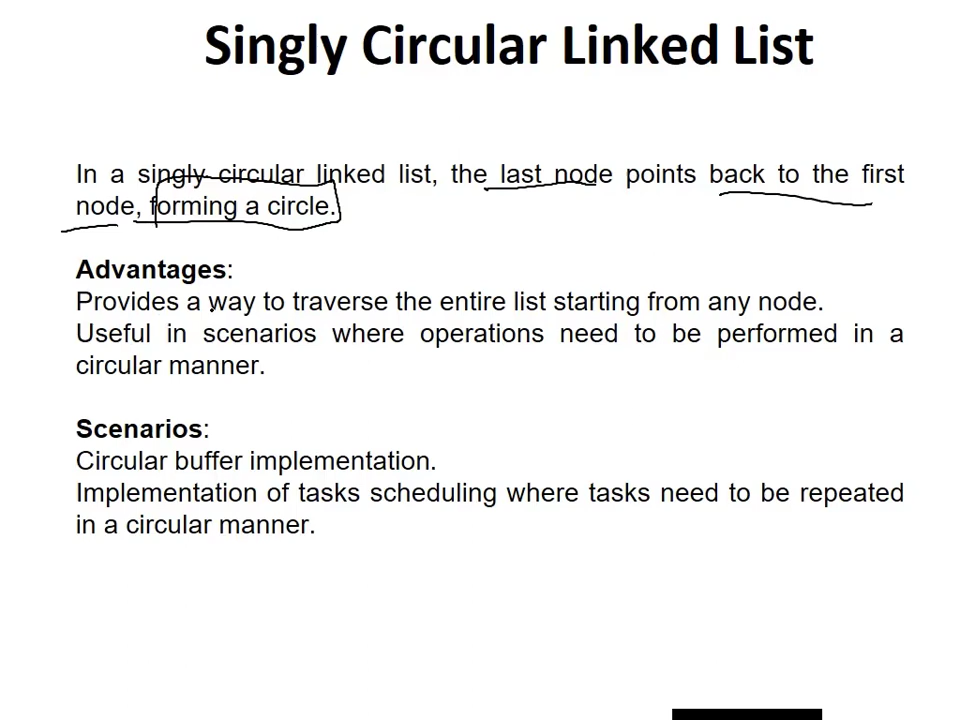 Singly Circular Linked List
In a singly circular linked list, the last node points back to the first
node, forming a circle.
Advantages:
Provides a way to traverse the entire list starting from any node.
Useful in scenarios where operations need to be performed in a
circular manner.
Scenarios:
Circular buffer implementation.
Implementation of tasks scheduling where tasks need to be repeated
in a circular manner.